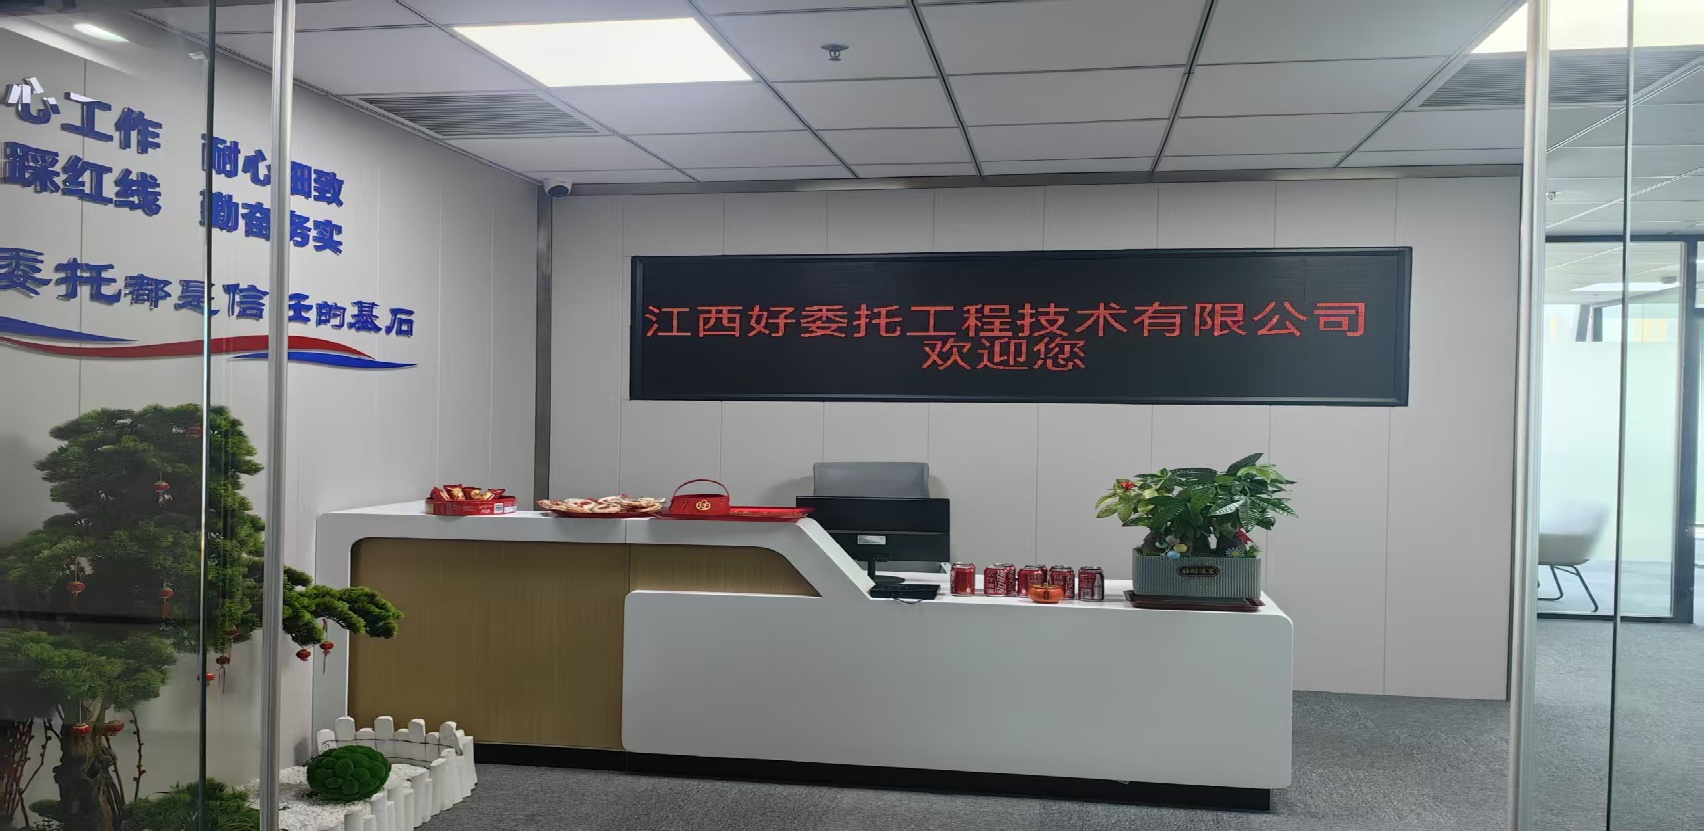 心工作 耐心细致
踩红线 勤奋务实
委托都是信任的基石
江西好委托工程技术有限公司
欢迎您